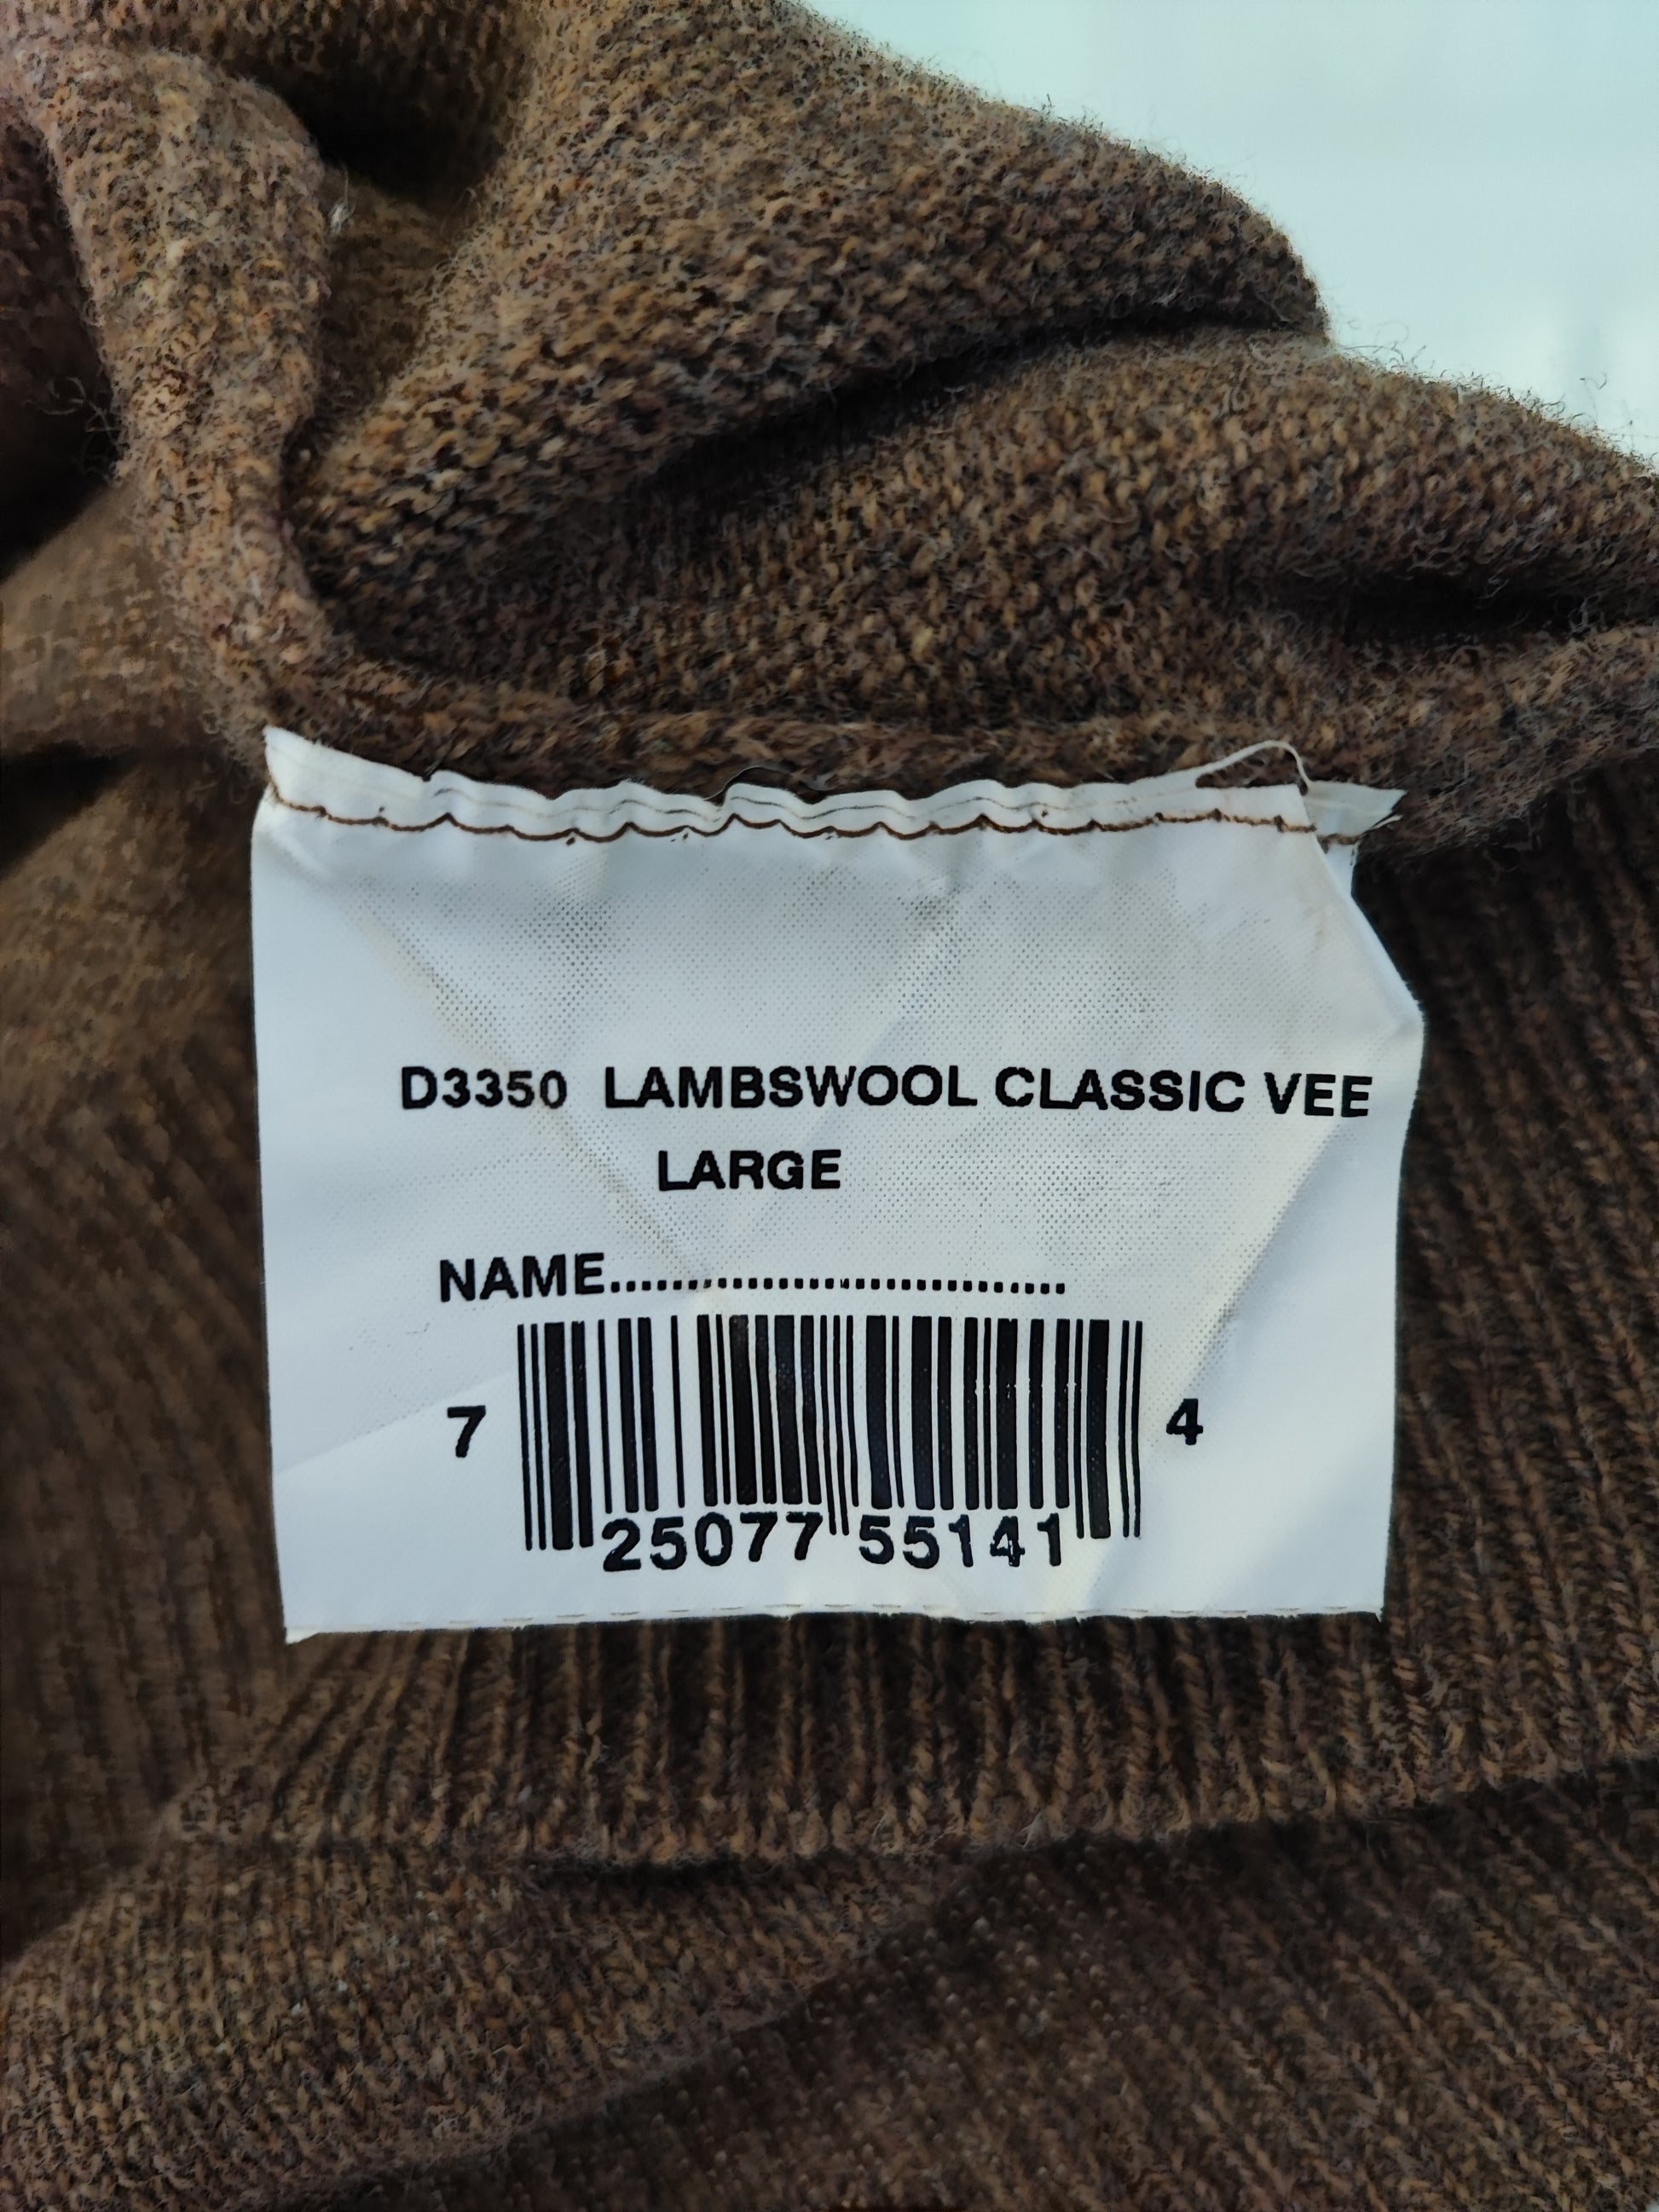 D3350 LAMBSWOOL CLASSIC VEE
LARGE
NAME..............................
7 25077 55141 4